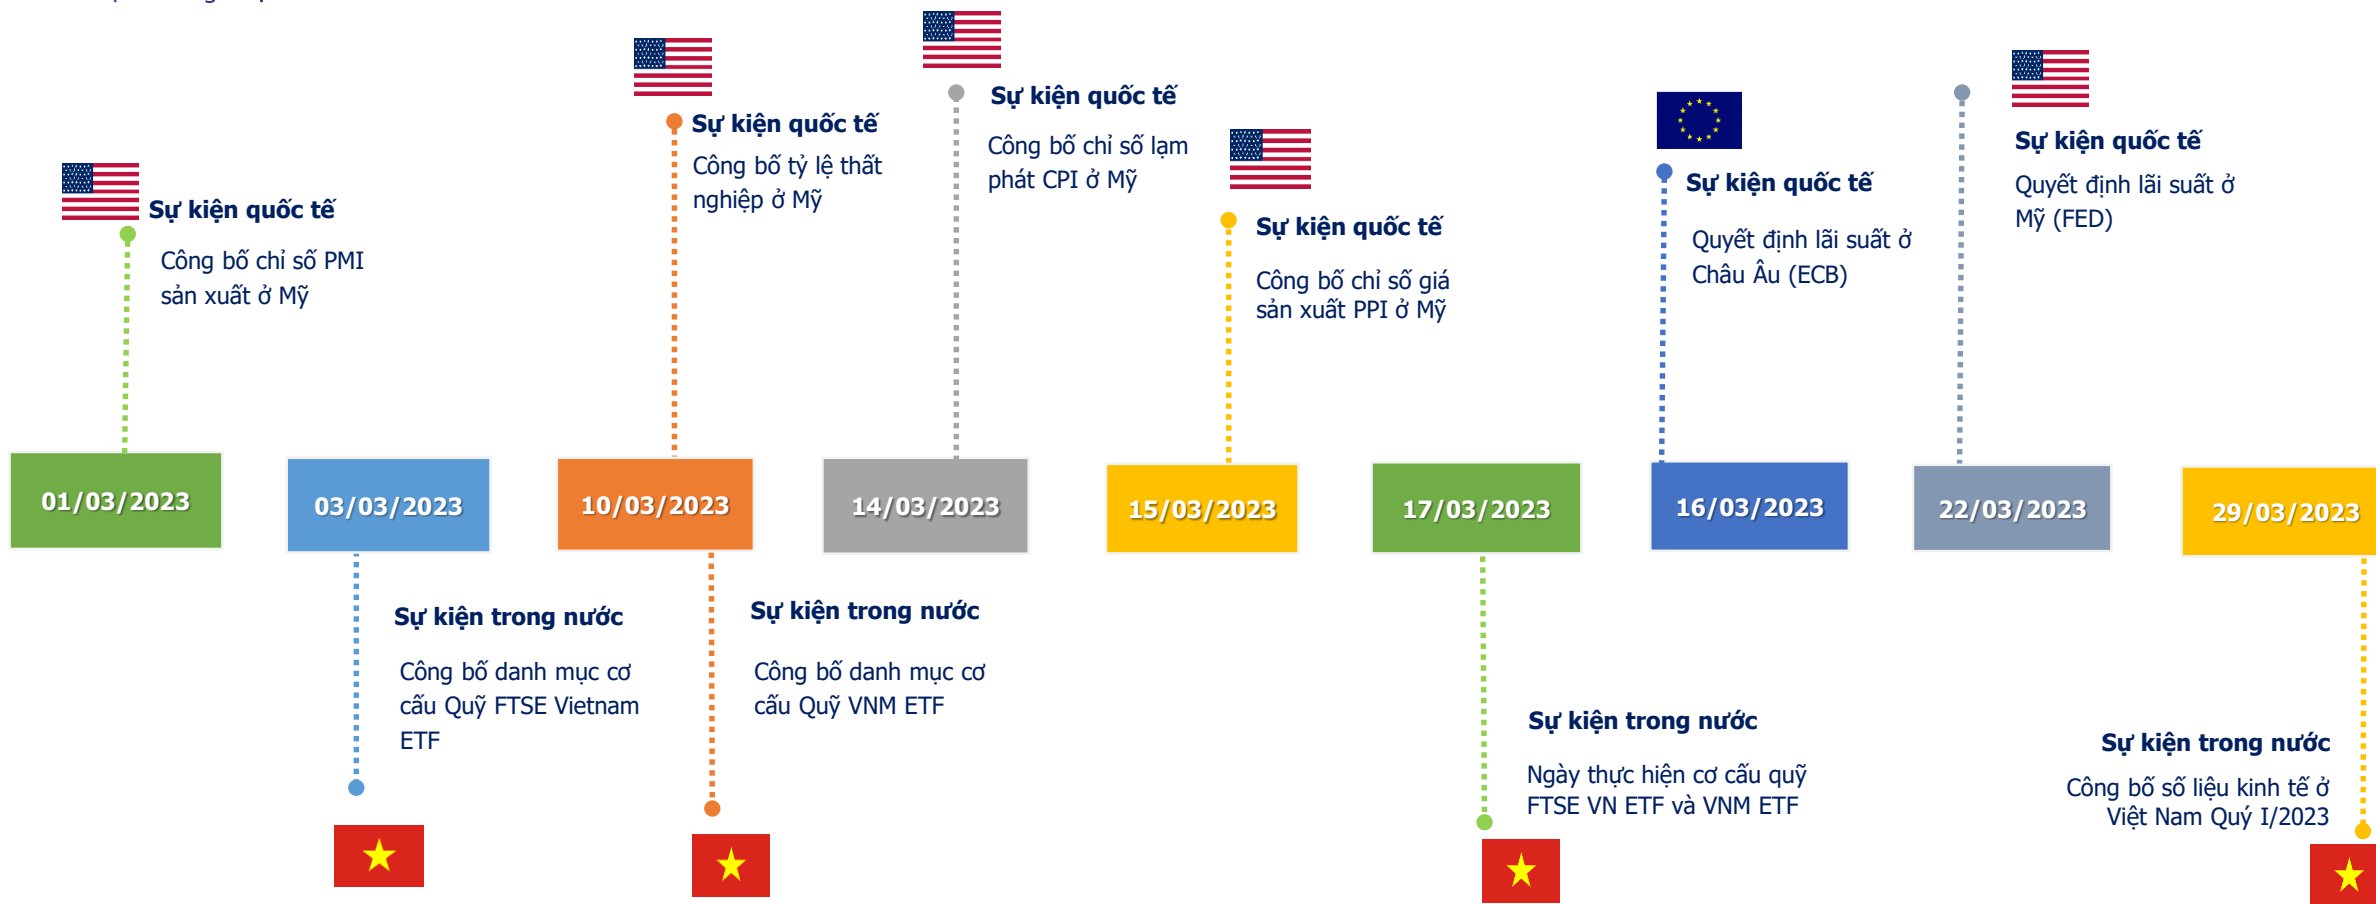 Sự kiện quốc tế
Công bố chỉ số PMI
sản xuất ở Mỹ
Sự kiện quốc tế
Công bố tỷ lệ thất
nghiệp ở Mỹ
Sự kiện quốc tế
Công bố chỉ số lạm
phát CPI ở Mỹ
Sự kiện quốc tế
Công bố chỉ số giá
sản xuất PPI ở Mỹ
Sự kiện quốc tế
Quyết định lãi suất ở
Châu Âu (ECB)
Sự kiện quốc tế
Quyết định lãi suất ở
Mỹ (FED)
01/03/2023
03/03/2023
10/03/2023
14/03/2023
15/03/2023
17/03/2023
16/03/2023
22/03/2023
29/03/2023
Sự kiện trong nước
Công bố danh mục cơ
cấu Quỹ FTSE Vietnam
ETF
Sự kiện trong nước
Công bố danh mục cơ
cấu Quỹ VNM ETF
Sự kiện trong nước
Ngày thực hiện cơ cấu quỹ
FTSE VN ETF và VNM ETF
Sự kiện trong nước
Công bố số liệu kinh tế ở
Việt Nam Quý I/2023